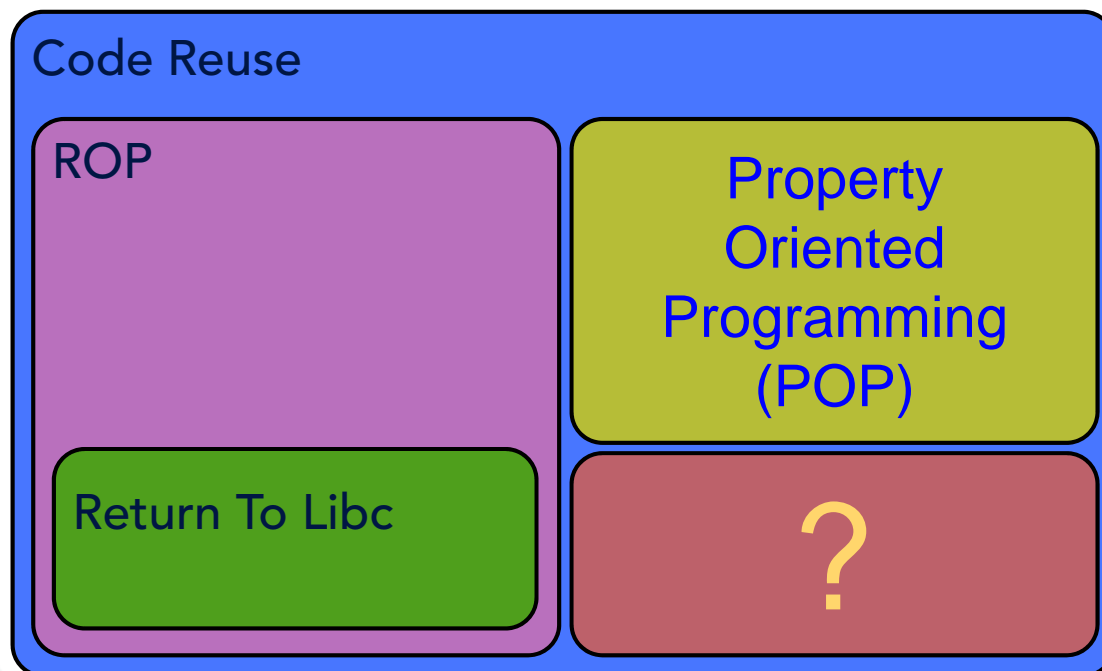 Code Reuse
ROP
Property
Oriented
Programming
(POP)
Return To Libc
?